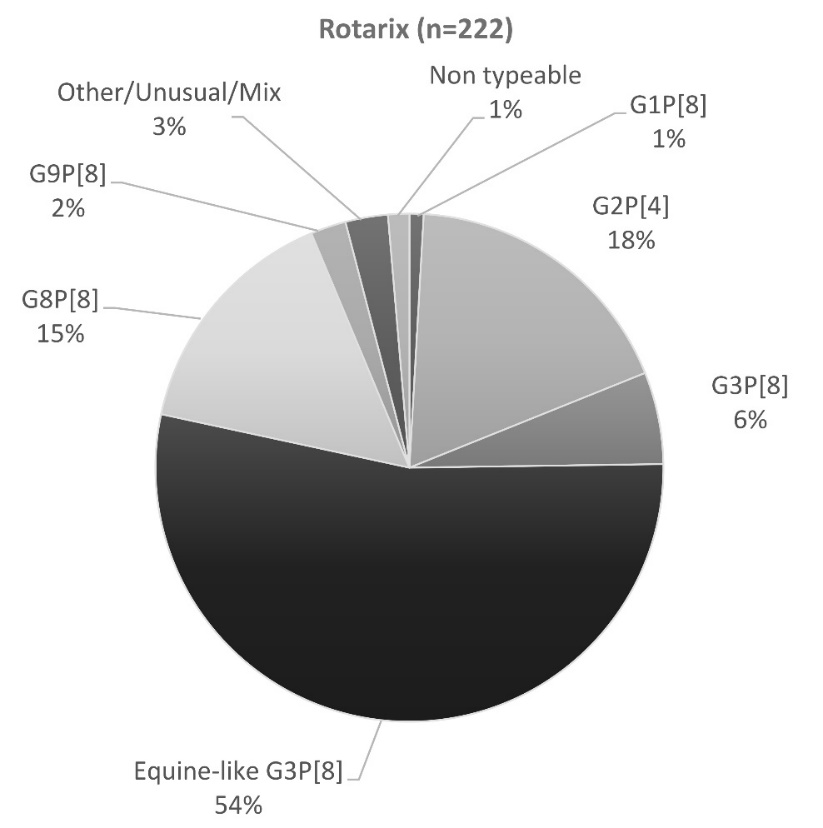 Rotarix (n=222)
Non typeable
1%
Other/Unusual/Mix
3%
G1P[8]
1%
G9P[8]
2%
G2P[4]
18%
G8P[8]
15%
G3P[8]
6%
Equine-like G3P[8]
54%